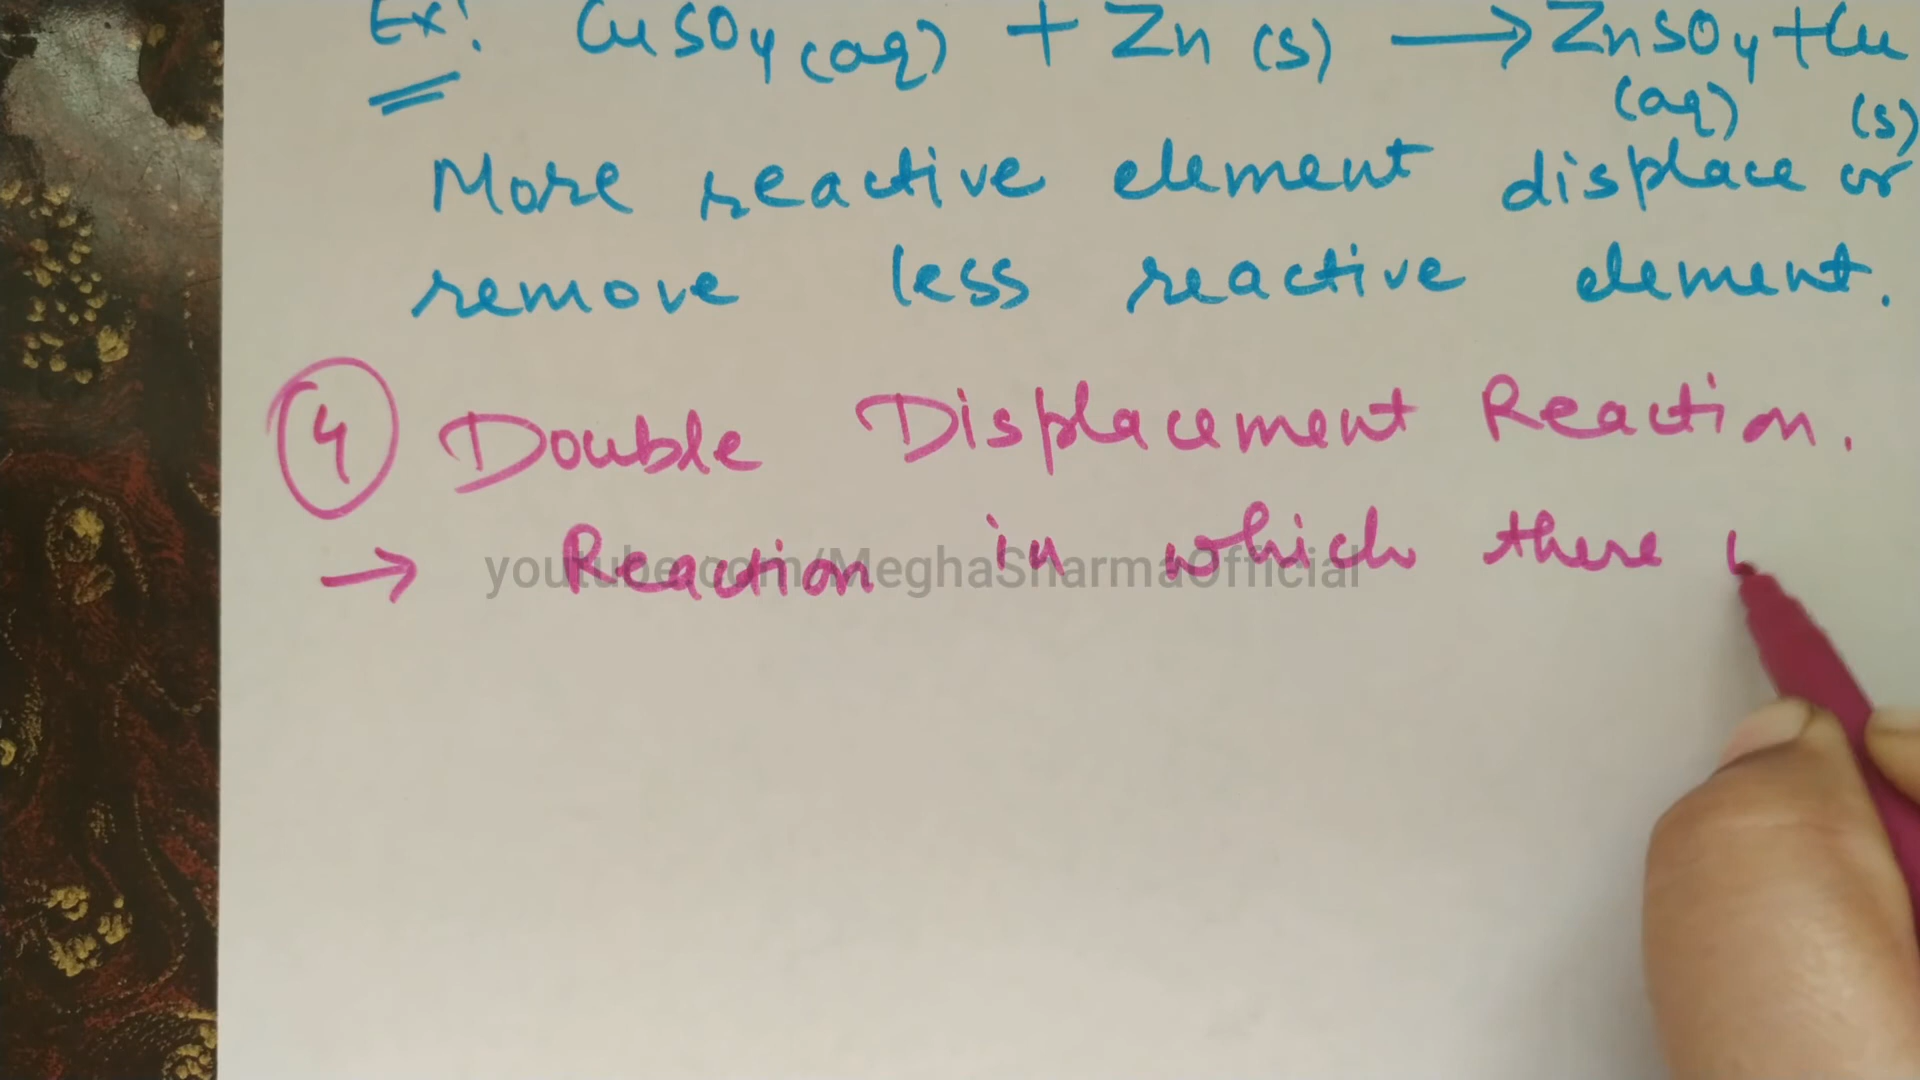 Ex: CuSO4 (aq) + Zn (s) → ZnSO4 + Cu
(aq) (s)
More reactive element displace or
remove less reactive element.
4 Double Displacement Reaction.
→ Reaction in which there
youtube.com/MeghaSharmaOfficial